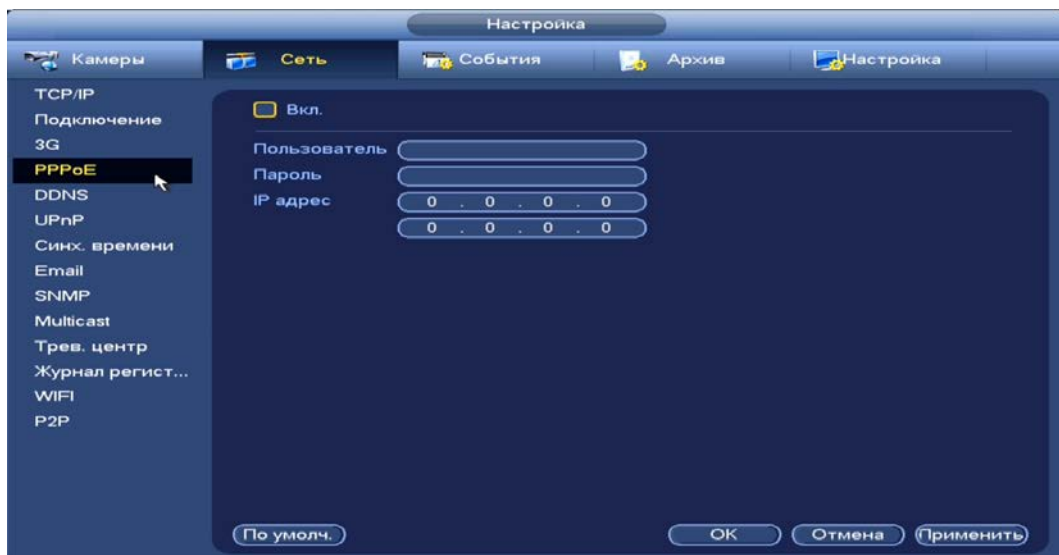 Настройка
Камеры Сеть События Архив Настройка
TCP/IP
Подключение
3G
PPPoE
DDNS
UPnP
Синх. времени
Email
SNMP
Multicast
Трев. центр
Журнал регист...
WIFI
P2P
Вкл.
Пользователь
Пароль
IP адрес 0 . 0 . 0 . 0
0 . 0 . 0 . 0
По умолч. OK Отмена Применить